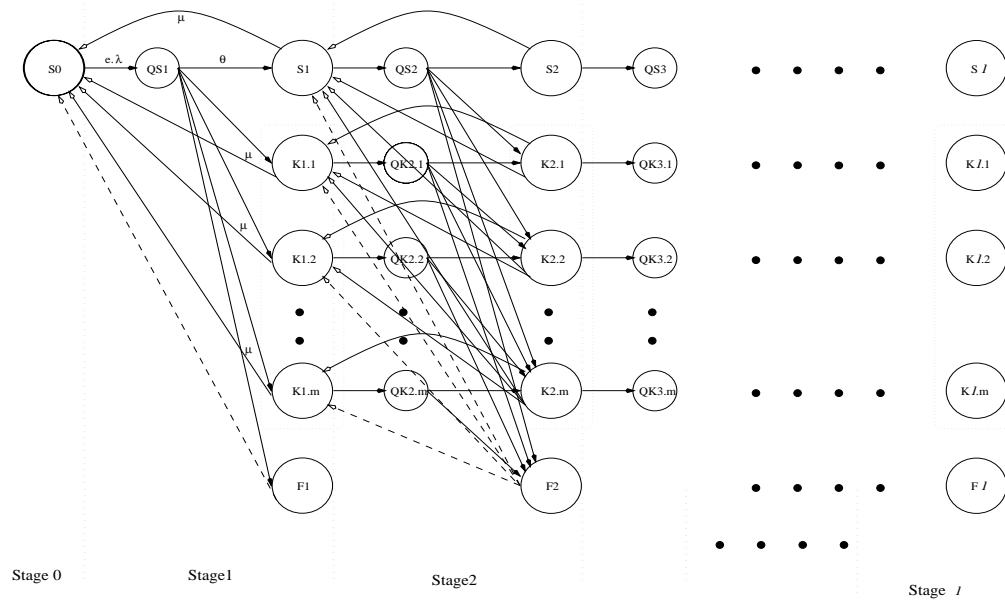 μ
S0
e.λ
QS1
θ
S1
QS2
S2
QS3
S l
μ
K1.1
QK2.1
K2.1
QK3.1
K l.1
μ
K1.2
QK2.2
K2.2
QK3.2
K l.2
μ
K1.m
QK2.m
K2.m
QK3.m
K l.m
F1
F2
F l
Stage 0
Stage1
Stage2
Stage l